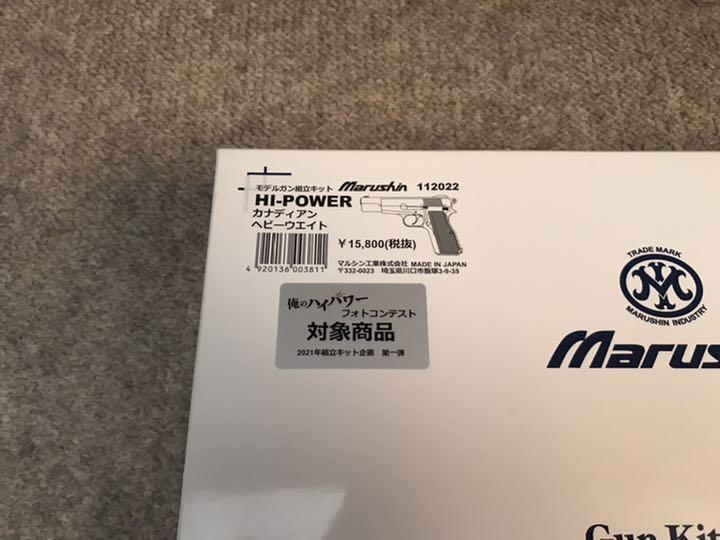 モデルガン組立キット Marushin 112022
HI-POWER
カナディアン
ヘビーウエイト
¥15,800(税抜)
4 920136 003811
マルシン工業株式会社 MADE IN JAPAN
〒332-0023 埼玉県川口市飯塚3-9-35
俺のハイパワー
フォトコンテスト
対象商品
2021年組立キット企画 第一弾
TRADE MARK
MARUSHIN INDUSTRY
Marus
Gun Kit